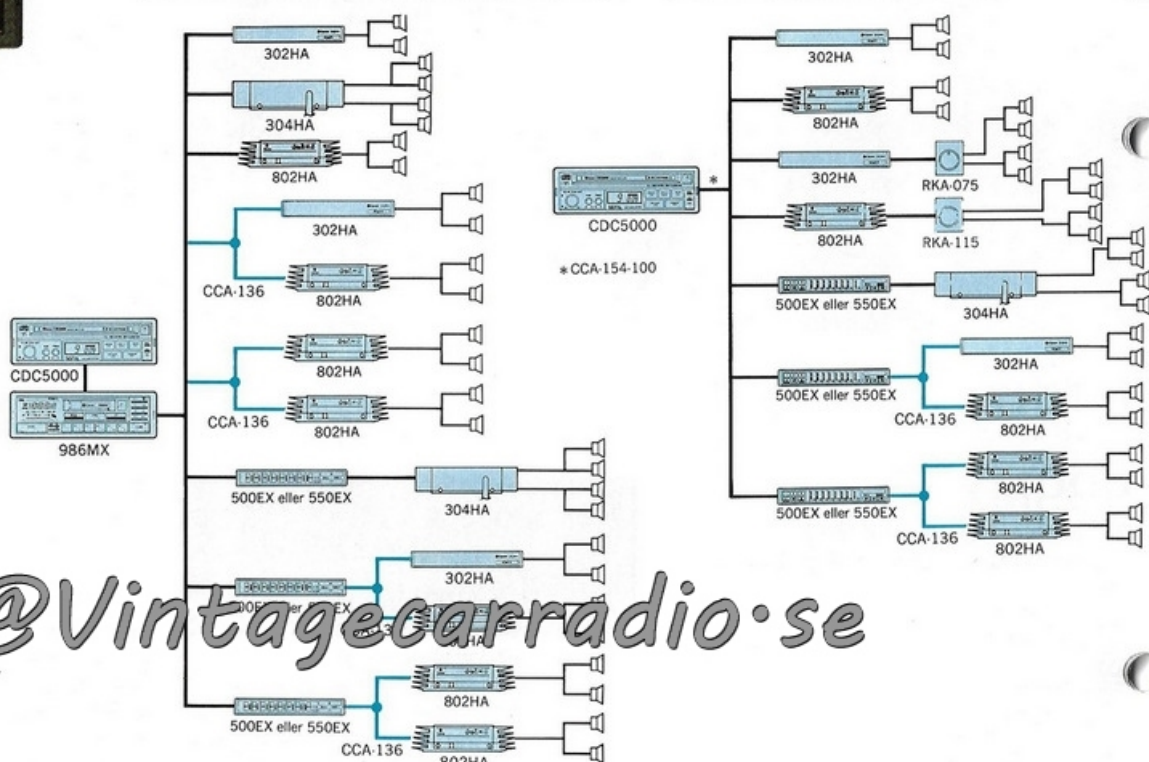 302HA
304HA
802HA
302HA
CCA-136
802HA
802HA
CCA-136
802HA
CDC5000
986MX
500EX eller 550EX
304HA
302HA
500EX eller 550EX
500EX eller 550EX
802HA
CCA-136
802HA
302HA
802HA
302HA
RKA-075
802HA
RKA-115
CDC5000
*
*CCA-154-100
500EX eller 550EX
304HA
302HA
500EX eller 550EX
CCA-136
802HA
802HA
500EX eller 550EX
CCA-136
802HA
@Vintagecarradio.se